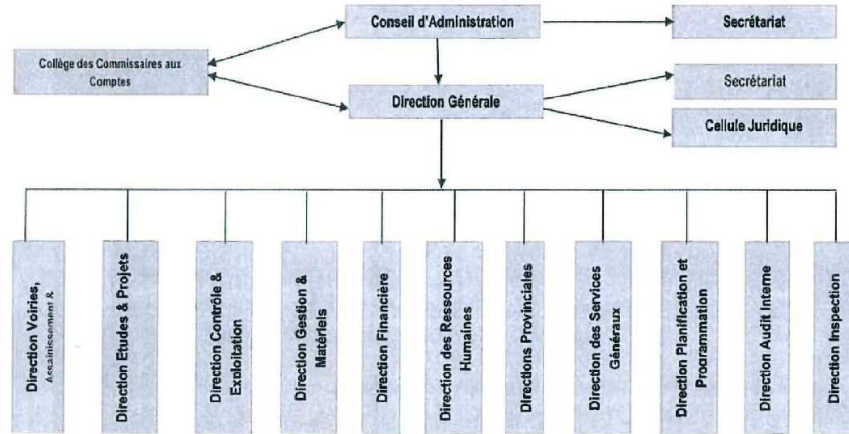 Conseil d'Administration
Secrétariat
Collège des Commissaires aux
Comptes
Secrétariat
Direction Générale
Cellule Juridique
Direction Voiries,
Assainissement &
Direction Etudes & Projets
Direction Contrôle &
Exploitation
Direction Gestion &
Matériels
Direction Financière
Direction des Ressources
Humaines
Directions Provinciales
Direction des Services
Généraux
Direction Planification et
Programmation
Direction Audit Interne
Direction Inspection